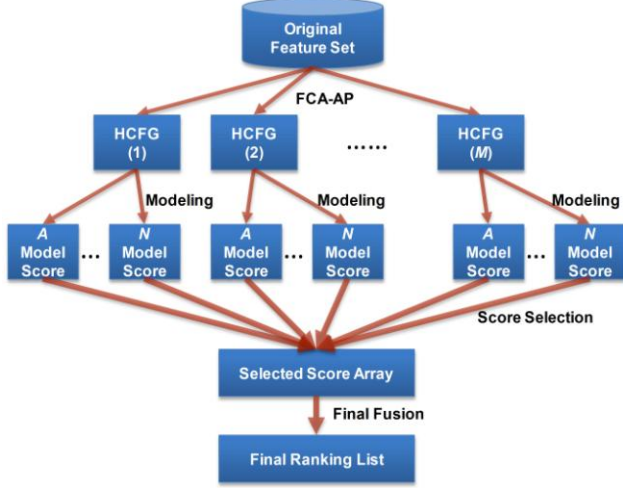 Original
Feature Set
FCA-AP
HCFG
(1)
HCFG
(2)
......
HCFG
(M)
Modeling
Modeling
Modeling
A
Model
Score
...
N
Model
Score
A
Model
Score
...
N
Model
Score
A
Model
Score
...
N
Model
Score
Score Selection
Selected Score Array
Final Fusion
Final Ranking List